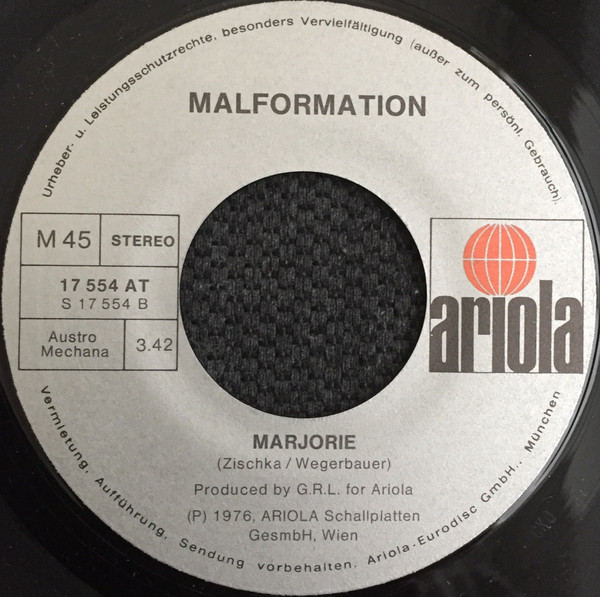 Urheber- u. Leistungsschutzrechte, besonders Vervielfältigung (außer zum persönl. Gebrauch).
MALFORMATION
M 45
STEREO
17 554 AT
S 17 554 B
Austro
Mechana
3.42
ariola
MARJORIE
(Zischka / Wegerbauer)
Produced by G.R.L. for Ariola
(P) 1976, ARIOLA Schallplatten
GesmbH, Wien
Vermietung, Aufführung, Sendung vorbehalten. Ariola-Eurodisc GmbH., München